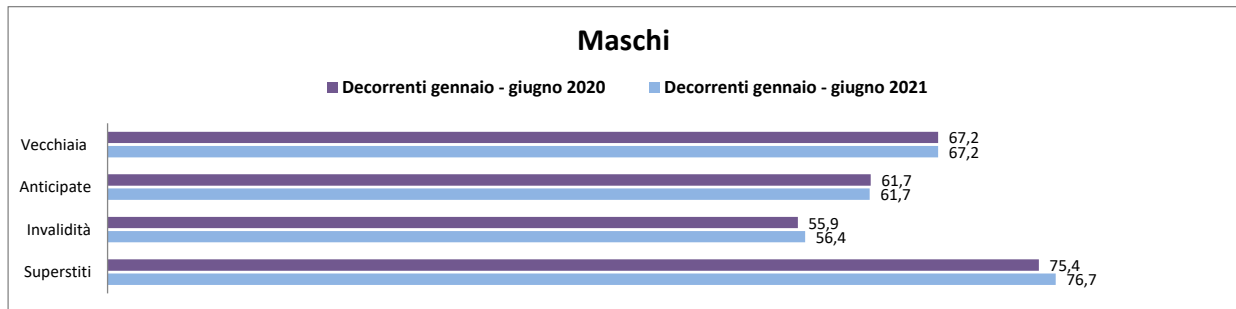 Maschi
Decorrenti gennaio - giugno 2020 Decorrenti gennaio - giugno 2021
Vecchiaia 67,2
67,2
Anticipate 61,7
61,7
Invalidità 55,9
56,4
Superstiti 75,4
76,7